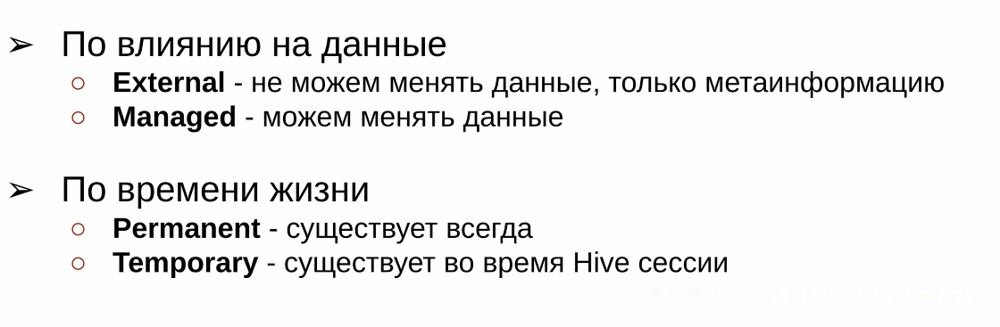 ➢ По влиянию на данные
○ External - не можем менять данные, только метаинформацию
○ Managed - можем менять данные
➢ По времени жизни
○ Permanent - существует всегда
○ Temporary - существует во время Hive сессии